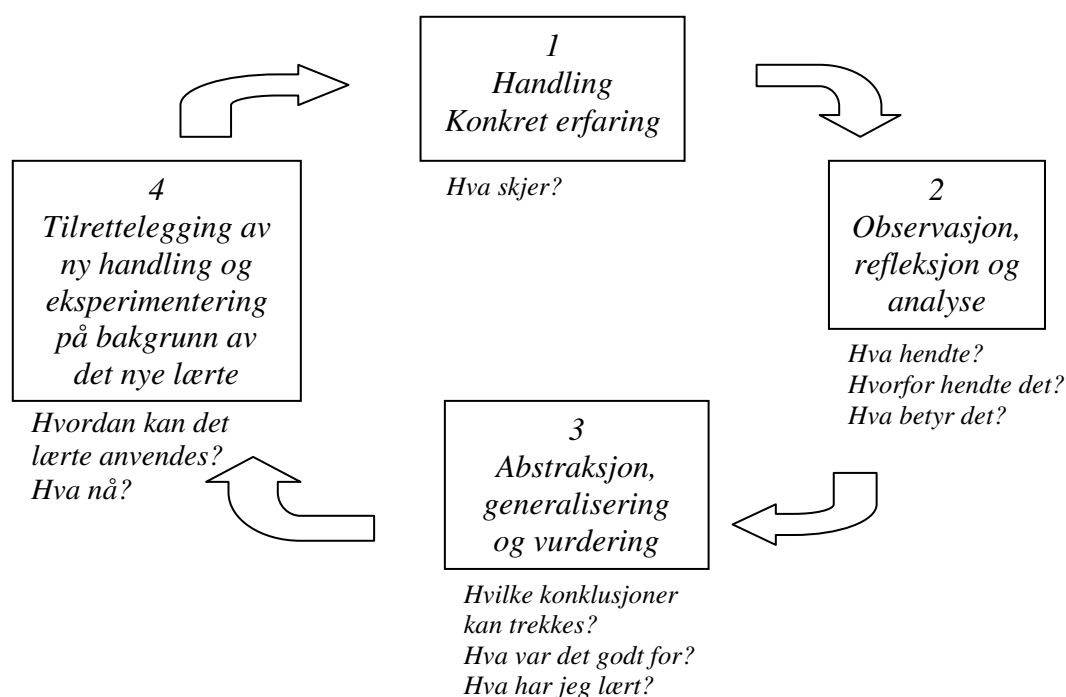 1
Handling
Konkret erfaring
Hva skjer?
2
Observasjon,
refleksjon og
analyse
Hva hendte?
Hvorfor hendte det?
Hva betyr det?
3
Abstraksjon,
generalisering
og vurdering
Hvilke konklusjoner
kan trekkes?
Hva var det godt for?
Hva har jeg lært?
4
Tilrettelegging av
ny handling og
eksperimentering
på bakgrunn av
det nye lærte
Hvordan kan det
lærte anvendes?
Hva nå?